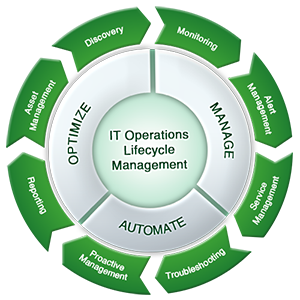 Discovery
Monitoring
Alert
Management
Service
Management
Troubleshooting
Proactive
Management
Reporting
Asset
Management
OPTIMIZE
MANAGE
AUTOMATE
IT Operations
Lifecycle
Management